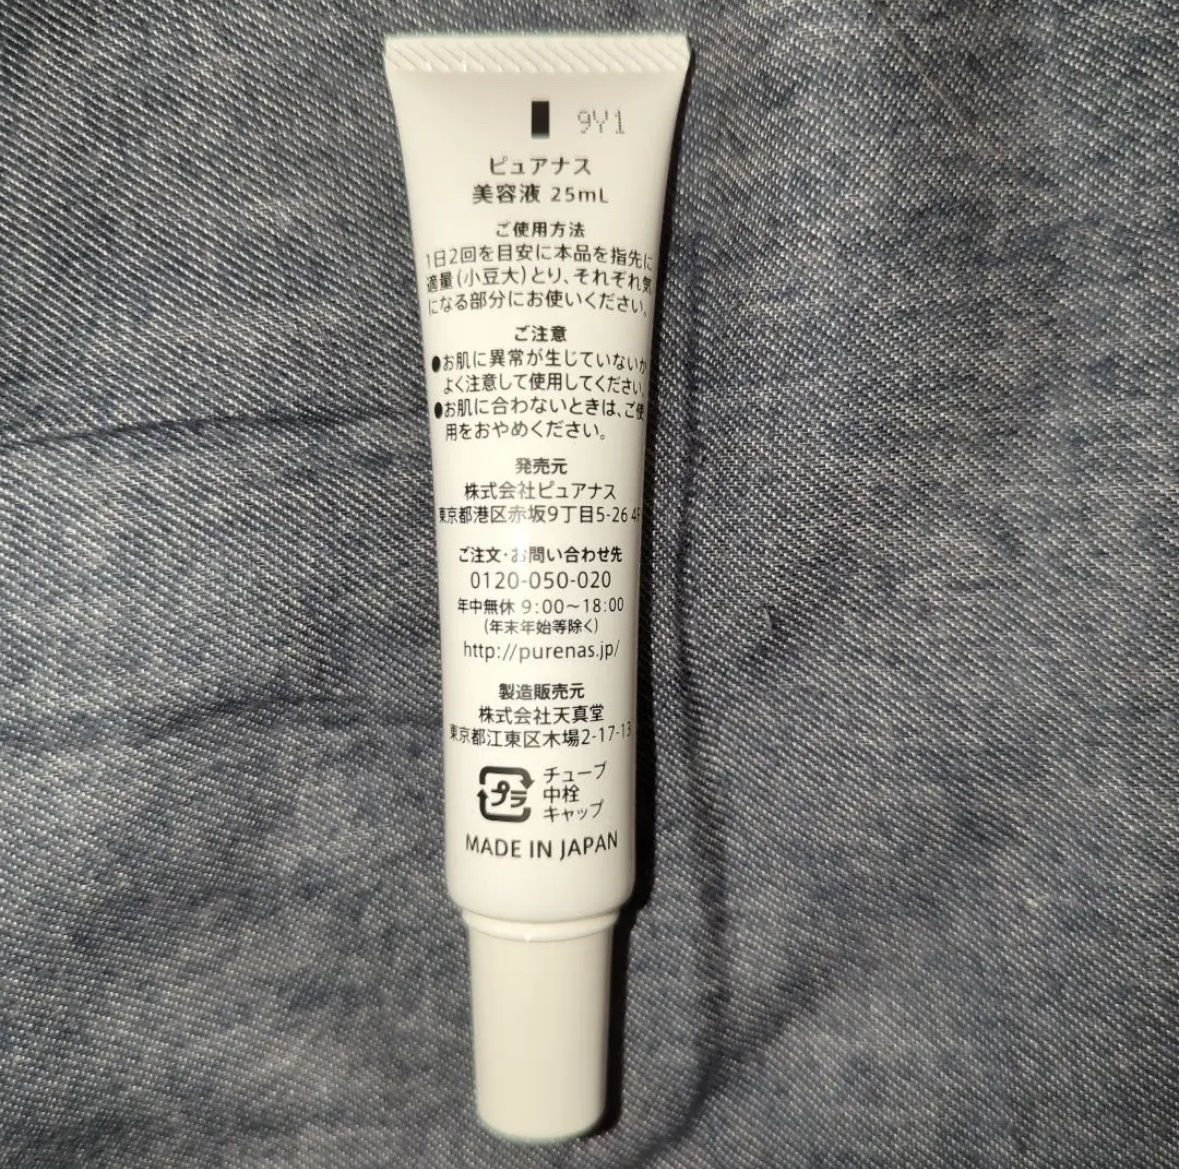 9Y1
ピュアナス
美容液 25mL
ご使用方法
1日2回を目安に本品を指先に
適量(小豆大)とり、それぞれ気
になる部分にお使いください。
ご注意
●お肌に異常が生じていないか
よく注意して使用してください。
●お肌に合わないときは、ご使
用をおやめください。
発売元
株式会社ピュアナス
東京都港区赤坂9丁目5-26 4F
ご注文・お問い合わせ先
0120-050-020
年中無休 9:00〜18:00
(年末年始等除く)
http://purenas.jp/
製造販売元
株式会社天真堂
東京都江東区木場2-17-13
プラ
チューブ
中栓
キャップ
MADE IN JAPAN